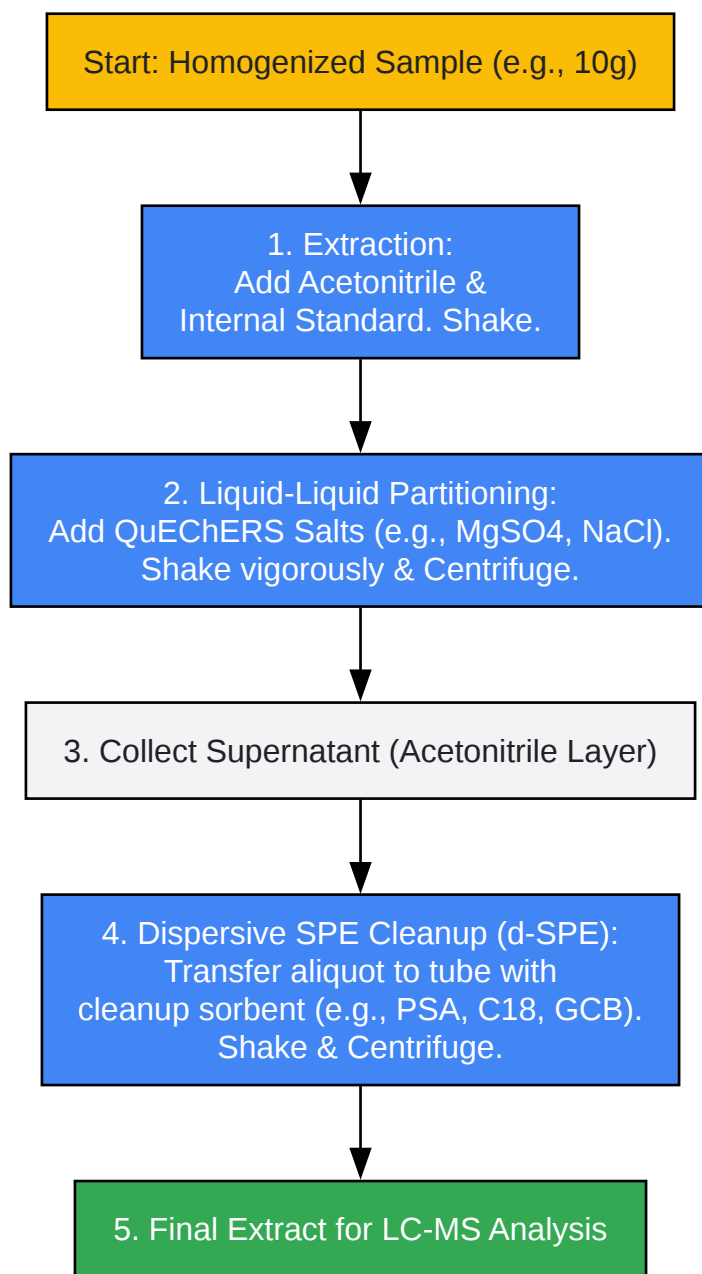 Start: Homogenized Sample (e.g., 10g)
1. Extraction:
Add Acetonitrile &
Internal Standard. Shake.
2. Liquid-Liquid Partitioning:
Add QuEChERS Salts (e.g., MgSO4, NaCl).
Shake vigorously & Centrifuge.
3. Collect Supernatant (Acetonitrile Layer)
4. Dispersive SPE Cleanup (d-SPE):
Transfer aliquot to tube with
cleanup sorbent (e.g., PSA, C18, GCB).
Shake & Centrifuge.
5. Final Extract for LC-MS Analysis